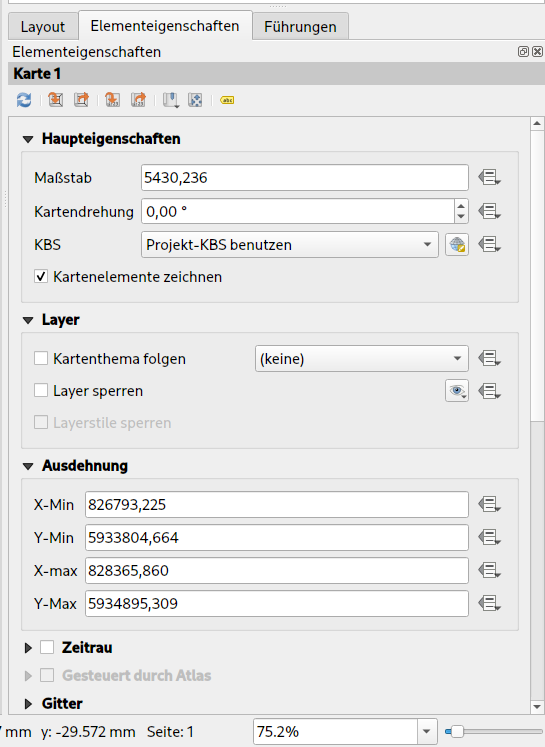 Layout Elementeigenschaften Führungen
Elementeigenschaften
Karte 1
abc
Haupteigenschaften
Maßstab 5430,236
Kartendrehung 0,00 °
KBS Projekt-KBS benutzen
Kartenelemente zeichnen
Layer
Kartenthema folgen (keine)
Layer sperren
Layerstile sperren
Ausdehnung
X-Min 826793,225
Y-Min 5933804,664
X-max 828365,860
Y-Max 5934895,309
Zeitrau
Gesteuert durch Atlas
Gitter
mm y: -29.572 mm Seite: 1 75.2%